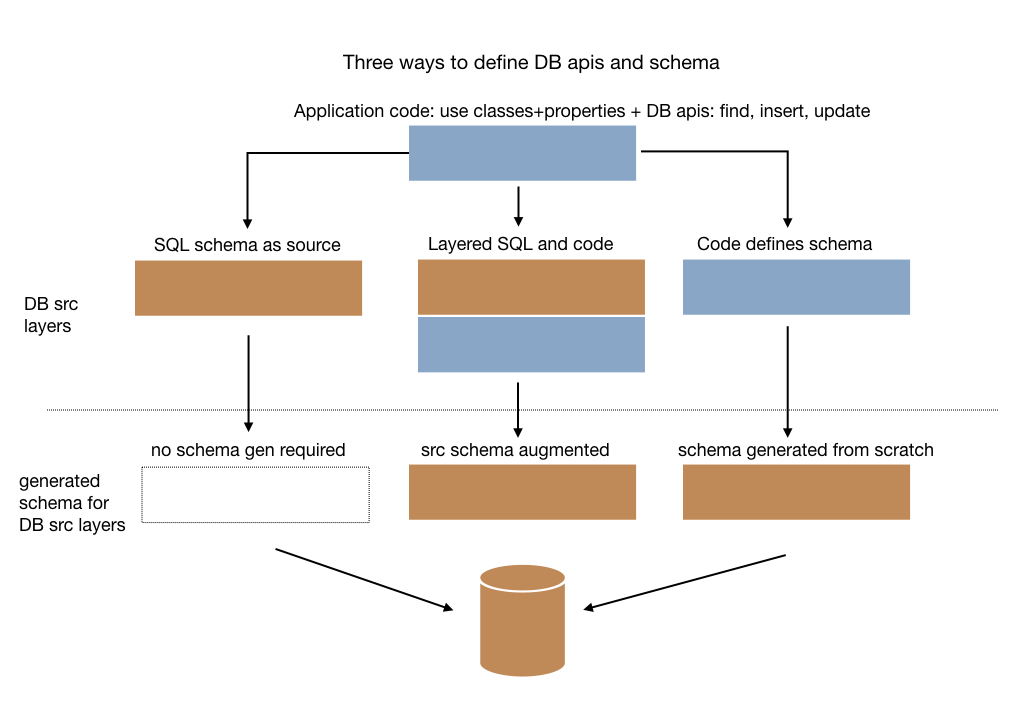 Three ways to define DB apis and schema
Application code: use classes+properties + DB apis: find, insert, update
SQL schema as source
Layered SQL and code
Code defines schema
DB src
layers
no schema gen required
src schema augmented
schema generated from scratch
generated
schema for
DB src layers